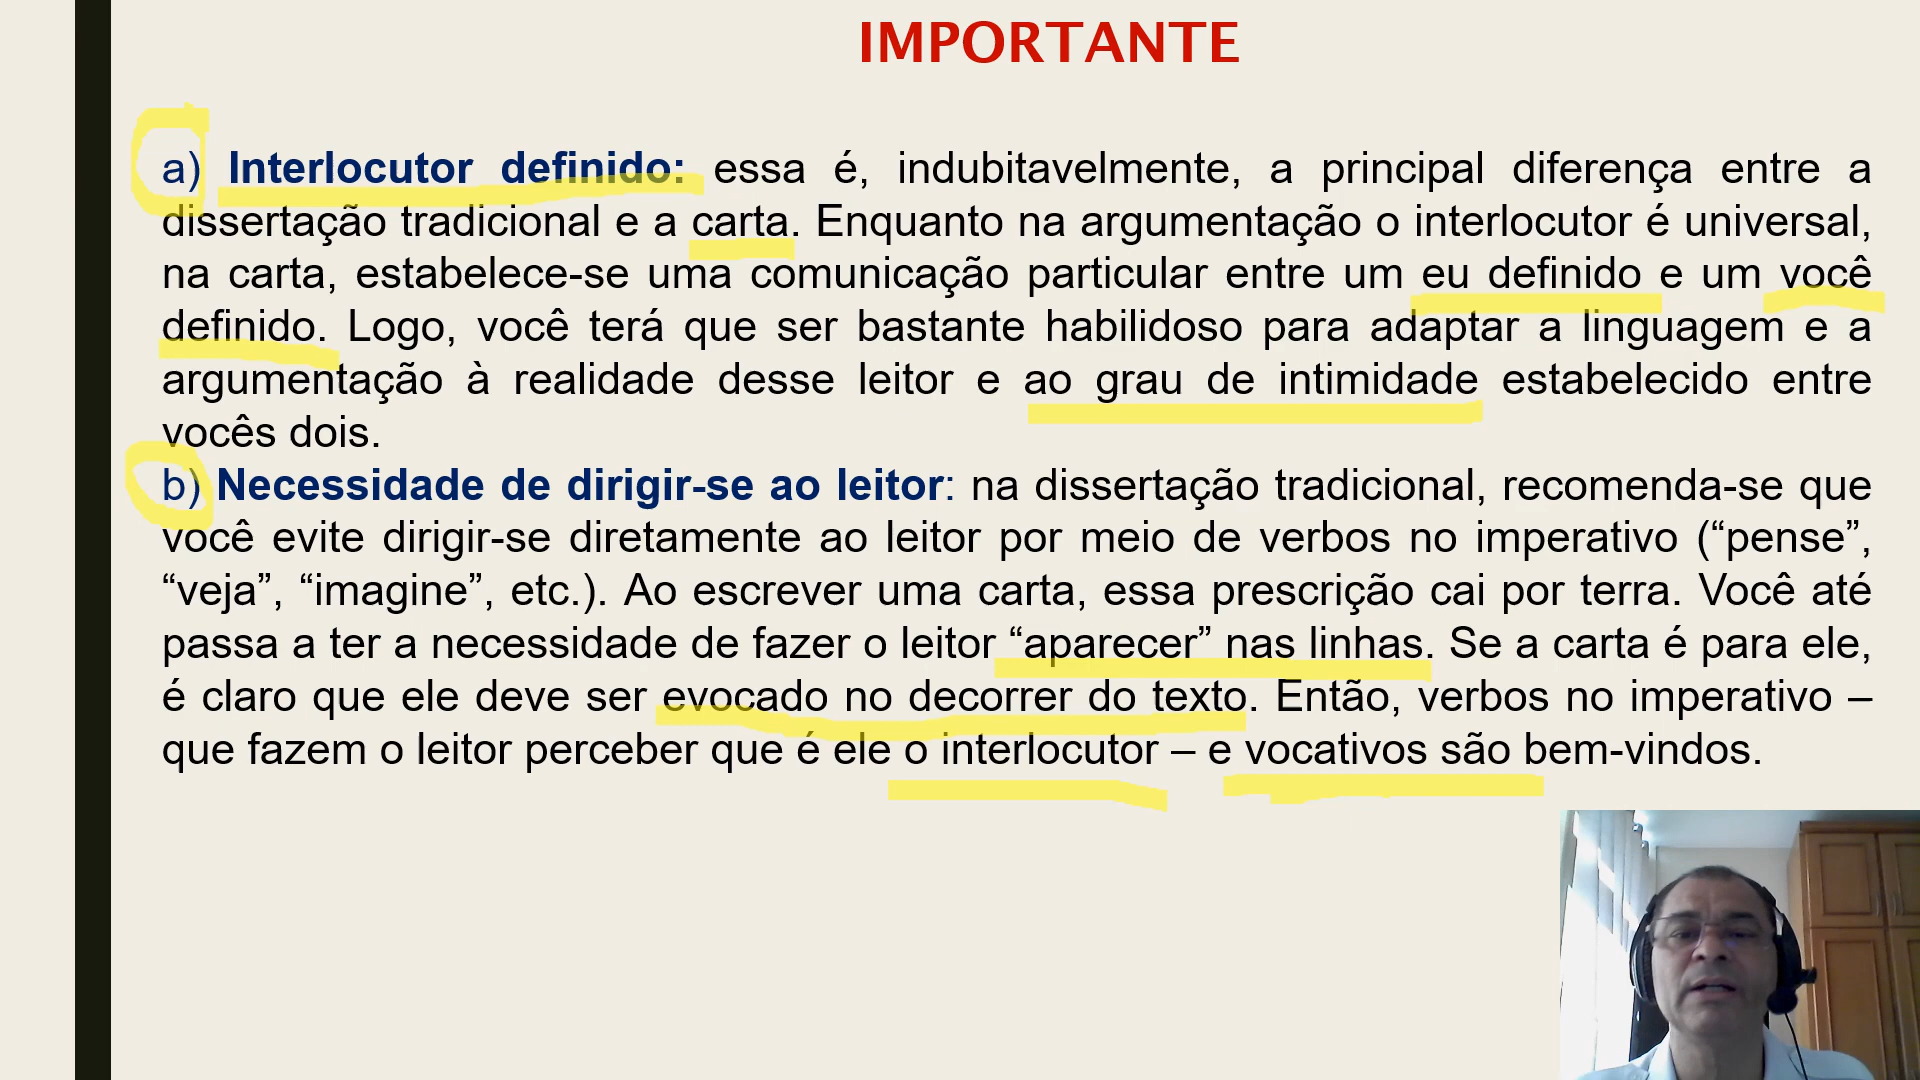 IMPORTANTE
a) Interlocutor definido: essa é, indubitavelmente, a principal diferença entre a
dissertação tradicional e a carta. Enquanto na argumentação o interlocutor é universal,
na carta, estabelece-se uma comunicação particular entre um eu definido e um você
definido. Logo, você terá que ser bastante habilidoso para adaptar a linguagem e a
argumentação à realidade desse leitor e ao grau de intimidade estabelecido entre
vocês dois.
b) Necessidade de dirigir-se ao leitor: na dissertação tradicional, recomenda-se que
você evite dirigir-se diretamente ao leitor por meio de verbos no imperativo (“pense”,
“veja”, “imagine”, etc.). Ao escrever uma carta, essa prescrição cai por terra. Você até
passa a ter a necessidade de fazer o leitor “aparecer” nas linhas. Se a carta é para ele,
é claro que ele deve ser evocado no decorrer do texto. Então, verbos no imperativo –
que fazem o leitor perceber que é ele o interlocutor – e vocativos são bem-vindos.